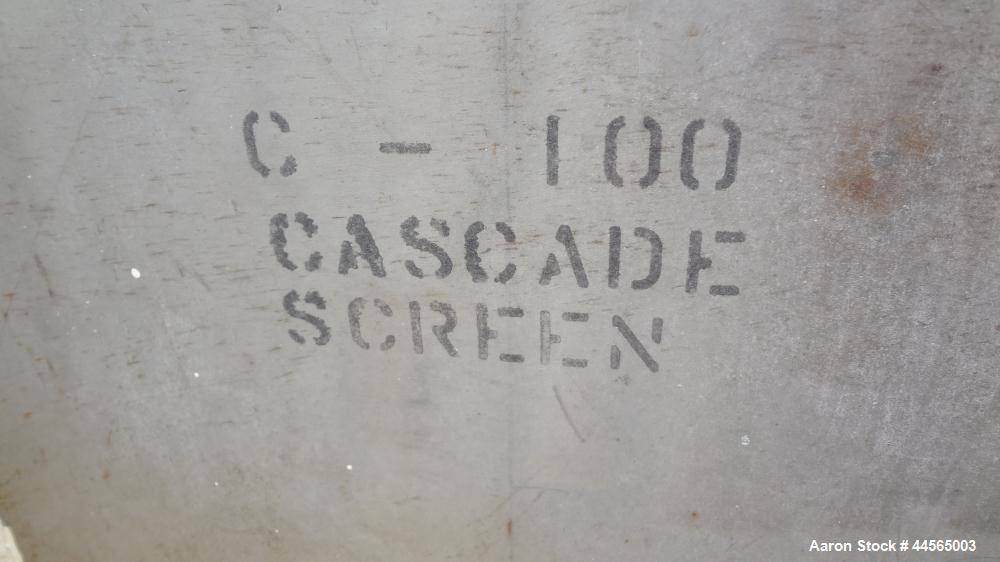 C - 100
CASCADE
SCREEN
Aaron Stock # 44565003